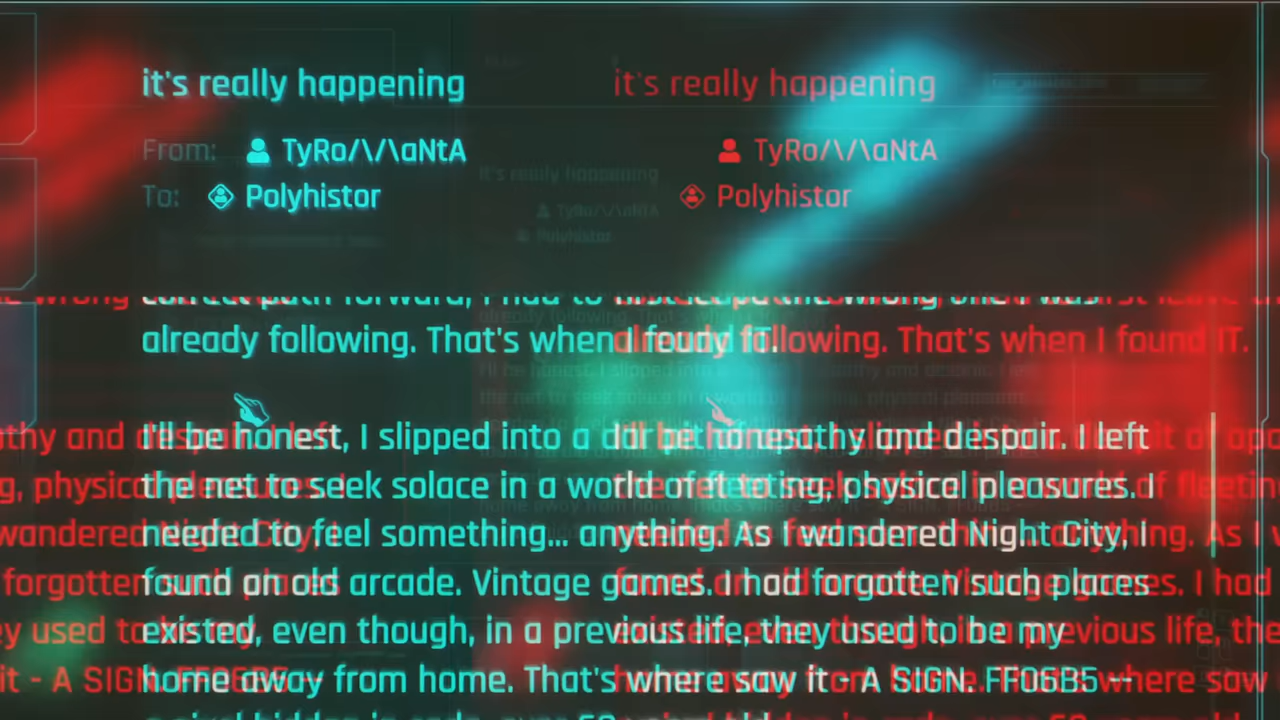 it's really happening
From: TyRo/\/\aNtA
To: Polyhistor
already following. That's when I found IT.
I'll be honest, I slipped into a pit of apathy and despair. I left
the net to seek solace in a world of fleeting, physical pleasures. I
needed to feel something... anything. As I wandered Night City, I
found an old arcade. Vintage games. I had forgotten such places
existed, even though, in a previous life, they used to be my
home away from home. That's where saw it - A SIGN. FF06B5 --